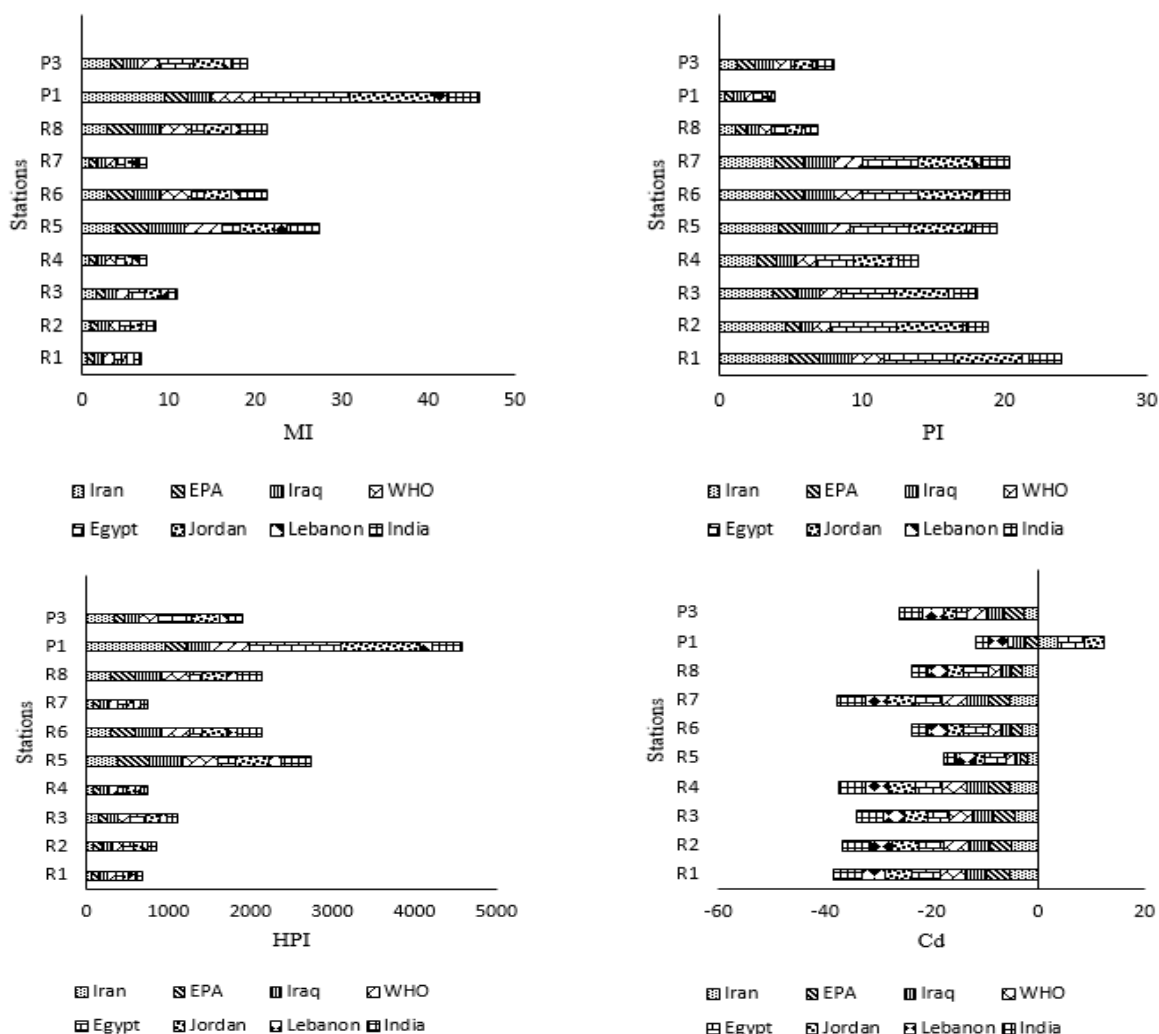 Stations
P3
P1
R8
R7
R6
R5
R4
R3
R2
R1
0 10 20 30 40 50
MI
Iran EPA Iraq WHO
Egypt Jordan Lebanon India
Stations
P3
P1
R8
R7
R6
R5
R4
R3
R2
R1
0 10 20 30
PI
Iran EPA Iraq WHO
Egypt Jordan Lebanon India
Stations
P3
P1
R8
R7
R6
R5
R4
R3
R2
R1
0 1000 2000 3000 4000 5000
HPI
Iran EPA Iraq WHO
Egypt Jordan Lebanon India
Stations
P3
P1
R8
R7
R6
R5
R4
R3
R2
R1
-60 -40 -20 0 20
Cd
Iran EPA Iraq WHO
Egypt Jordan Lebanon India